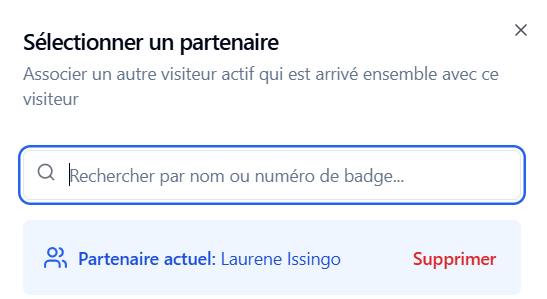 Sélectionner un partenaire
Associer un autre visiteur actif qui est arrivé ensemble avec ce
visiteur
Rechercher par nom ou numéro de badge...
Partenaire actuel: Laurene Issingo Supprimer